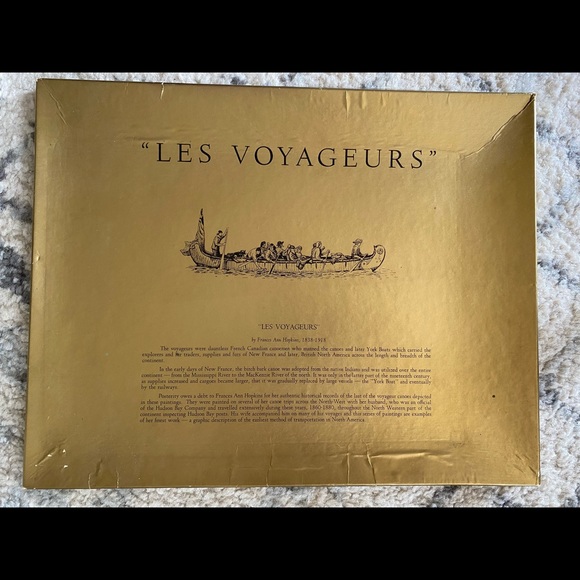 "LES VOYAGEURS"
"LES VOYAGEURS"
by Frances Ann Hopkins, 1838-1918
The voyageurs were dauntless French Canadian canoemen who manned the canoes and later York Boats which carried the
explorers and traders, supplies and furs of New France and later, British North America across the length and breadth of the
continent.
In the early days of New France, the birch bark canoe was adopted from the native Indians and was utilized over the entire
continent — from the Mississippi River to the MacKenzie River of the north. It was only in the latter part of the nineteenth century,
as supplies increased and cargoes became larger, that it was gradually replaced by large vessels — the "York Boat" and eventually
by the railways.
Posterity owes a debt to Frances Ann Hopkins for her authentic historical records of the last of the voyageur canoes depicted
in these paintings. They were painted on several of her canoe trips across the North-West with her husband, who was an official
of the Hudson Bay Company and travelled extensively during these years, 1860-1880, throughout the North Western part of the
continent inspecting Hudson Bay posts. His wife accompanied him on many of his voyages and this series of paintings are examples
of her finest work — a graphic description of the earliest method of transportation in North America.